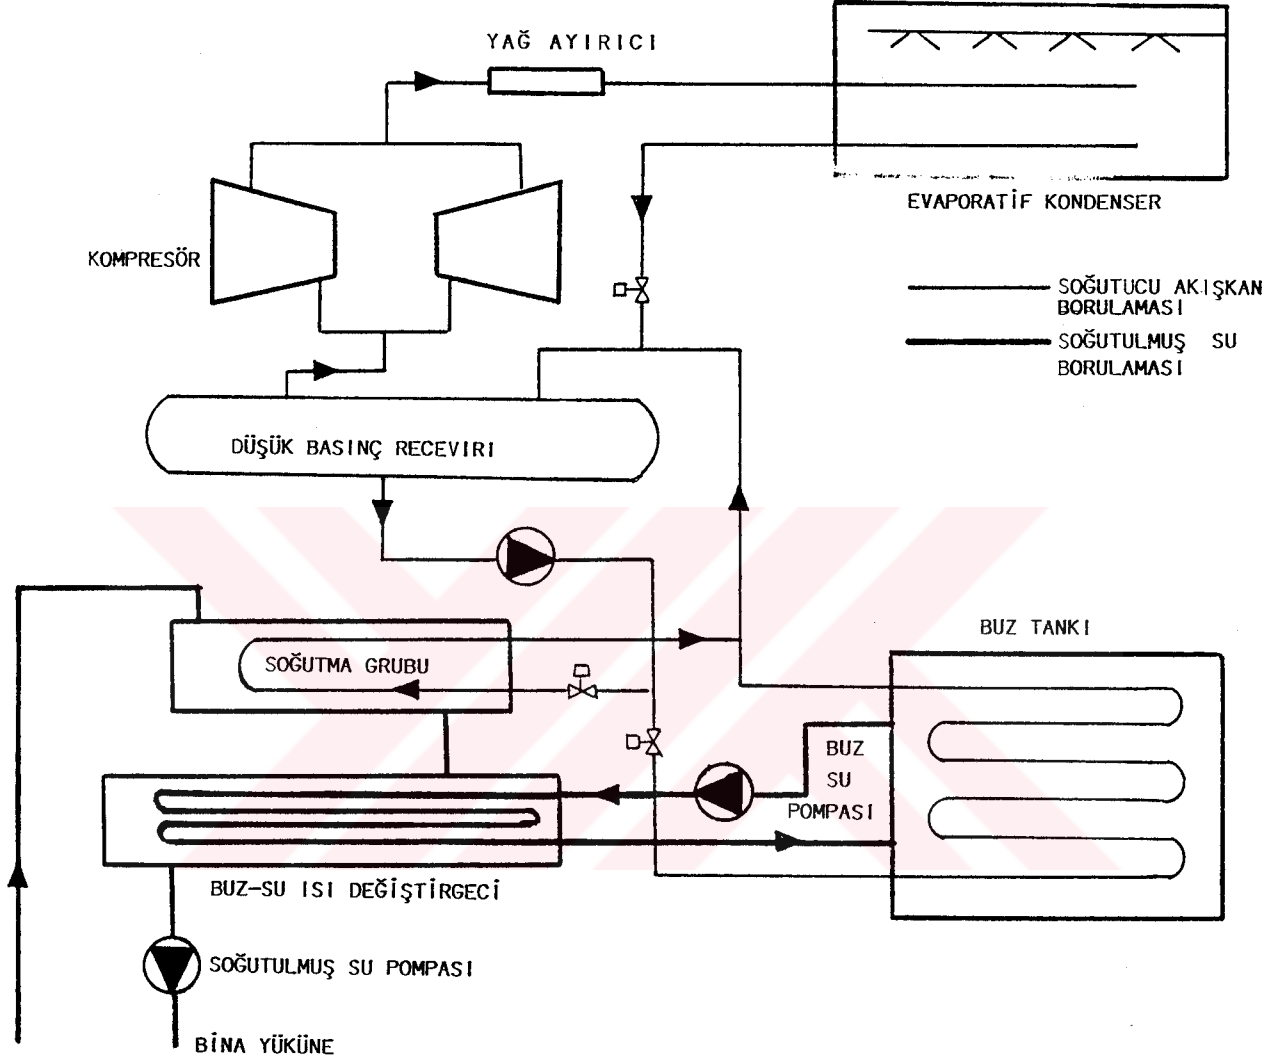 YAĞ AYIRICI
EVAPORATİF KONDENSER
KOMPRESÖR
SOĞUTUCU AKIŞKAN
BORULAMASI
SOĞUTULMUŞ SU
BORULAMASI
DÜŞÜK BASINÇ RECEVIRI
BUZ TANKI
SOĞUTMA GRUBU
BUZ
SU
POMPASI
BUZ-SU ISI DEĞİŞTİRGECİ
SOĞUTULMUŞ SU POMPASI
BİNA YÜKÜNE